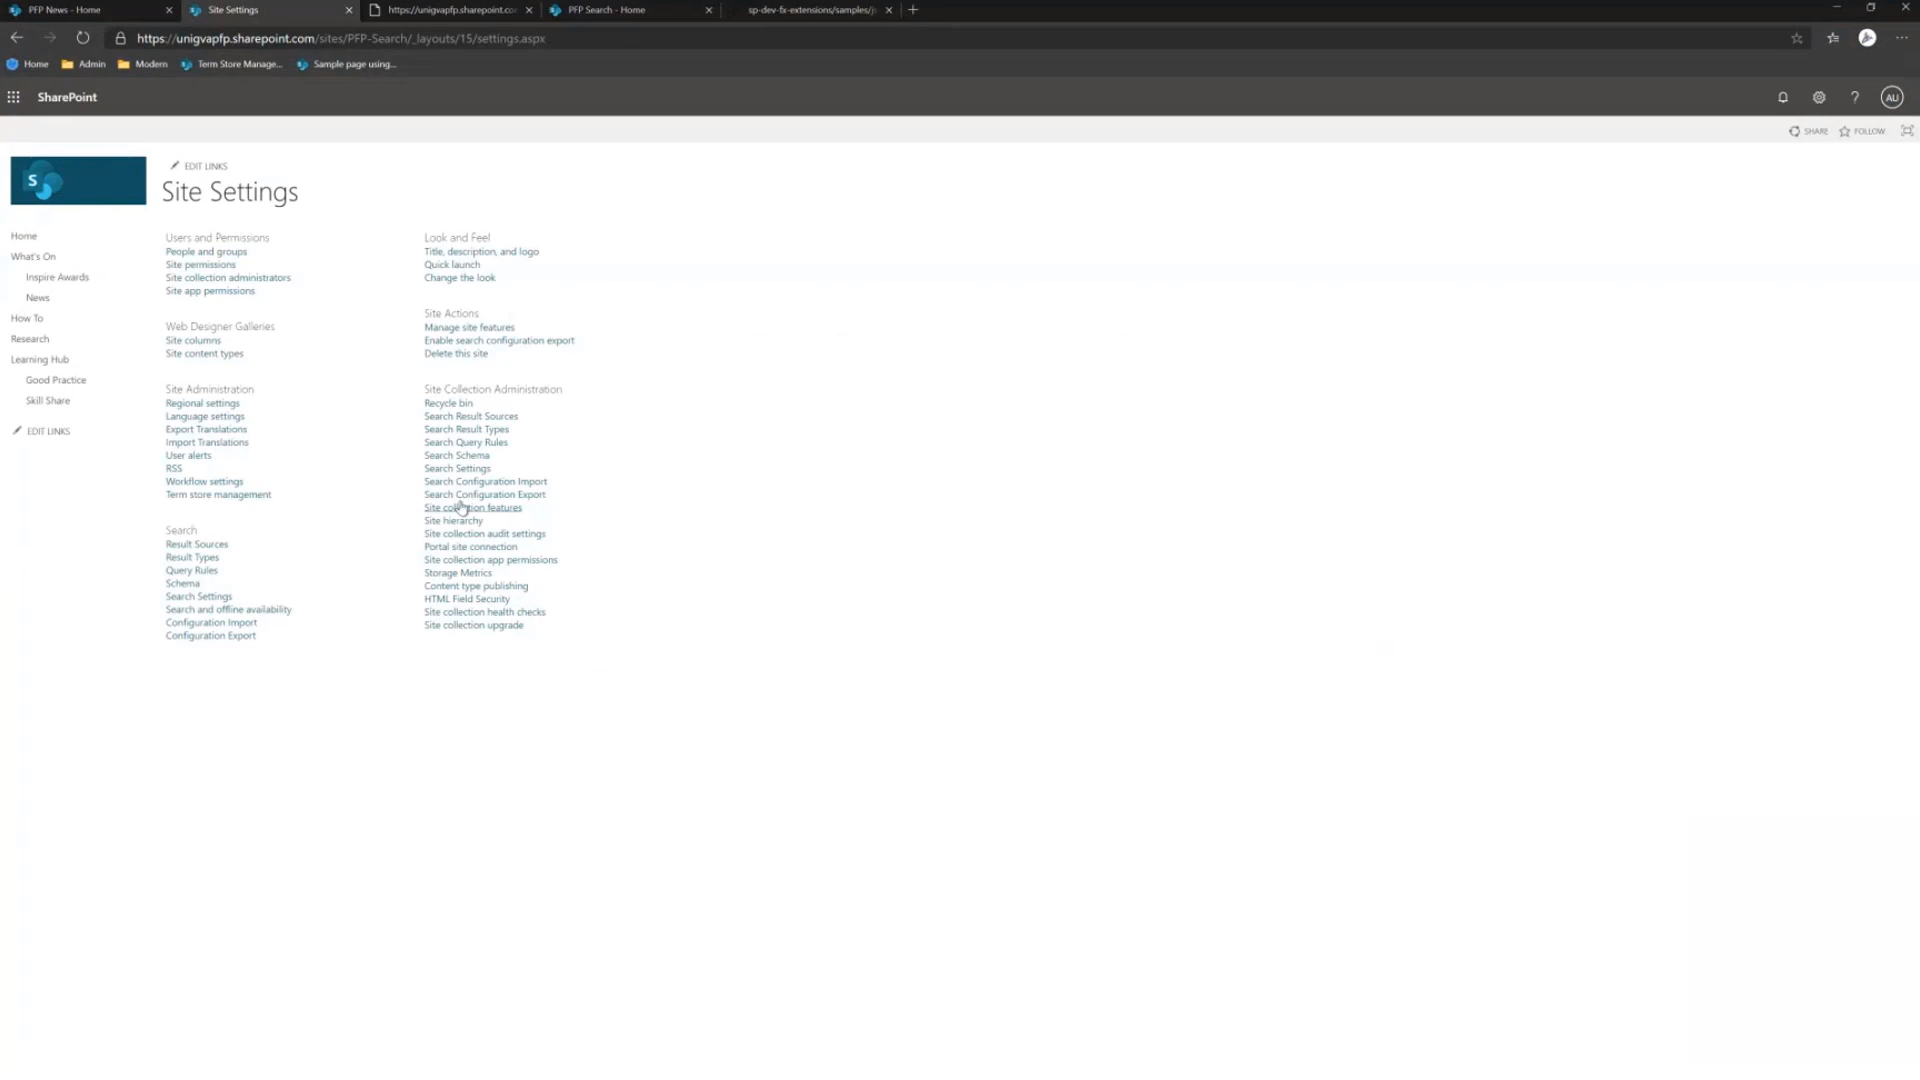 PFP News - Home
Site Settings
https://unigvapfp.sharepoint.co
PFP Search - Home
sp-dev-fx-extensions/samples/js
https://unigvapfp.sharepoint.com/sites/PFP-Search/_layouts/15/settings.aspx
Home
Admin
Modern
Term Store Manage...
Sample page using...
SharePoint
?
AU
SHARE
FOLLOW
S
EDIT LINKS
Site Settings
Home
What's On
Inspire Awards
News
How To
Research
Learning Hub
Good Practice
Skill Share
EDIT LINKS
Users and Permissions
People and groups
Site permissions
Site collection administrators
Site app permissions
Web Designer Galleries
Site columns
Site content types
Site Administration
Regional settings
Language settings
Export Translations
Import Translations
User alerts
RSS
Workflow settings
Term store management
Search
Result Sources
Result Types
Query Rules
Schema
Search Settings
Search and offline availability
Configuration Import
Configuration Export
Look and Feel
Title, description, and logo
Quick launch
Change the look
Site Actions
Manage site features
Enable search configuration export
Delete this site
Site Collection Administration
Recycle bin
Search Result Sources
Search Result Types
Search Query Rules
Search Schema
Search Settings
Search Configuration Import
Search Configuration Export
Site collection features
Site hierarchy
Site collection audit settings
Portal site connection
Site collection app permissions
Storage Metrics
Content type publishing
HTML Field Security
Site collection health checks
Site collection upgrade